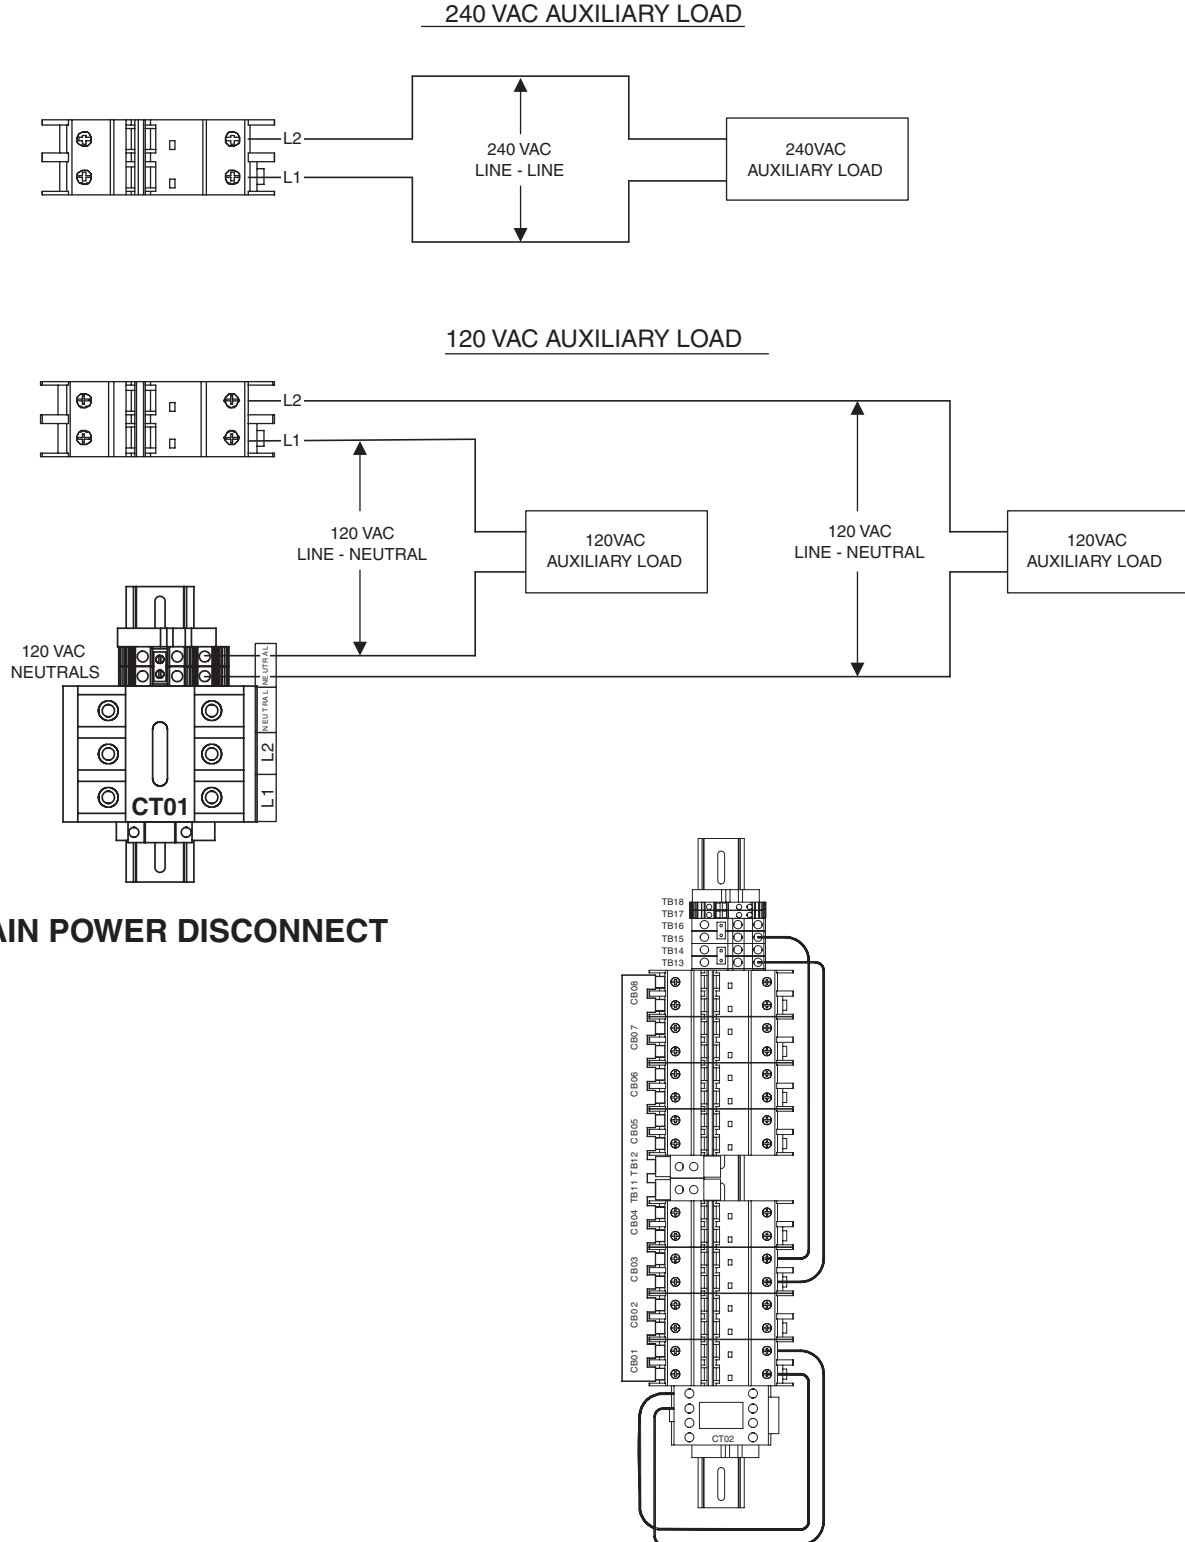 240 VAC AUXILIARY LOAD
L2
L1
240 VAC
LINE - LINE
240VAC
AUXILIARY LOAD
120 VAC AUXILIARY LOAD
L2
L1
120 VAC
LINE - NEUTRAL
120VAC
AUXILIARY LOAD
120 VAC
LINE - NEUTRAL
120VAC
AUXILIARY LOAD
120 VAC
NEUTRALS
NEUTRAL
NEUTRAL
L2
L1
CT01
AIN POWER DISCONNECT
TB18
TB17
TB16
TB15
TB14
TB13
CB08
CB07
CB06
CB05
TB12
TB11
CB04
CB03
CB02
CB01
CT02